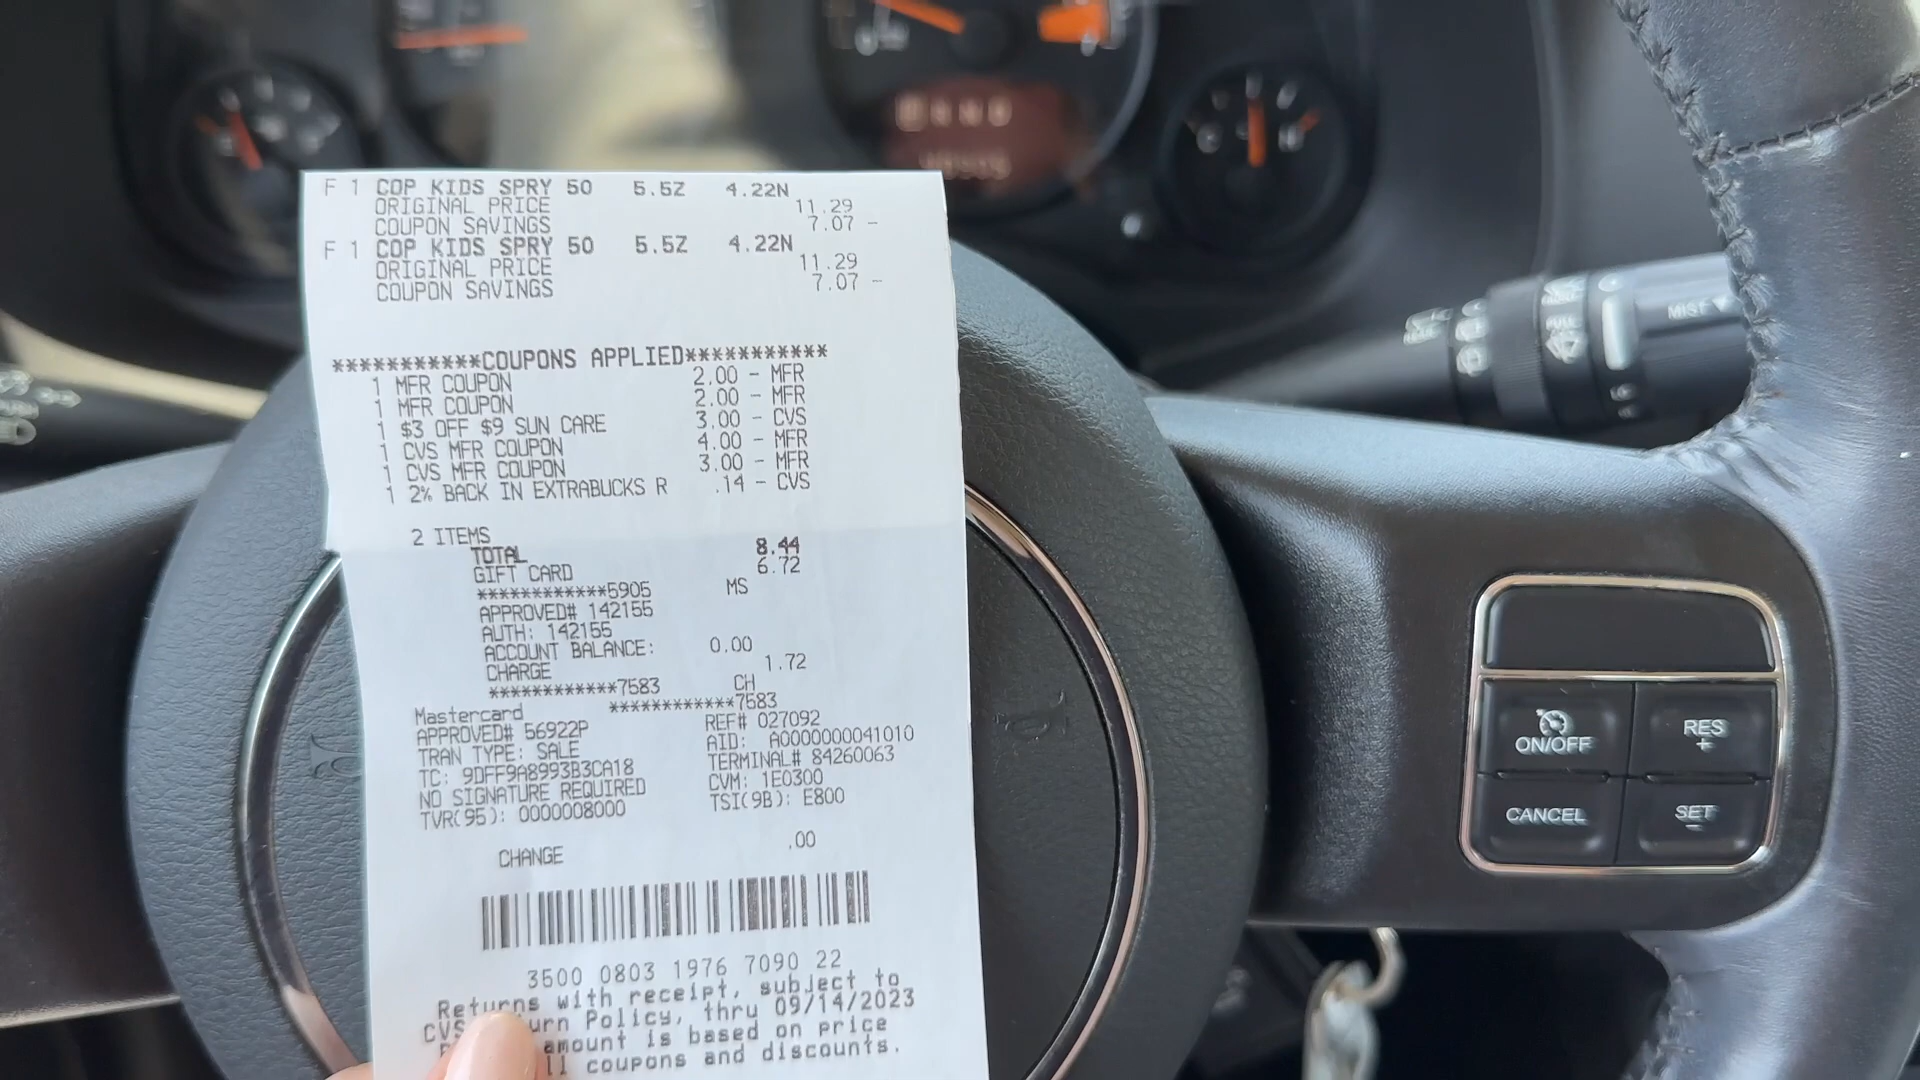 F 1 COP KIDS SPRY 50 5.5Z 4.22N
ORIGINAL PRICE 11.29
COUPON SAVINGS 7.07 -
F 1 COP KIDS SPRY 50 5.5Z 4.22N
ORIGINAL PRICE 11.29
COUPON SAVINGS 7.07 -
***********COUPONS APPLIED***********
1 MFR COUPON 2.00 - MFR
1 MFR COUPON 2.00 - MFR
1 $3 OFF $9 SUN CARE 3.00 - CVS
1 CVS MFR COUPON 4.00 - MFR
1 CVS MFR COUPON 3.00 - MFR
1 2% BACK IN EXTRABUCKS R .14 - CVS
2 ITEMS
TOTAL 8.44
GIFT CARD 6.72
************5905 MS
APPROVED# 142155
AUTH: 142155
ACCOUNT BALANCE: 0.00
CHARGE 1.72
************7583 CH
Mastercard ************7583
APPROVED# 56922P REF# 027092
TRAN TYPE: SALE AID: A0000000041010
TC: 9DFF9A8993B3CA18 TERMINAL# 84260063
NO SIGNATURE REQUIRED CVM: 1E0300
TVR(95): 0000008000 TSI(9B): E800
CHANGE .00
3500 0803 1976 7090 22
Returns with receipt, subject to
CVS urn Policy, thru 09/14/2023
amount is based on price
ll coupons and discounts.
MIST
PULL
ON/OFF
RES
+
CANCEL
SET
-